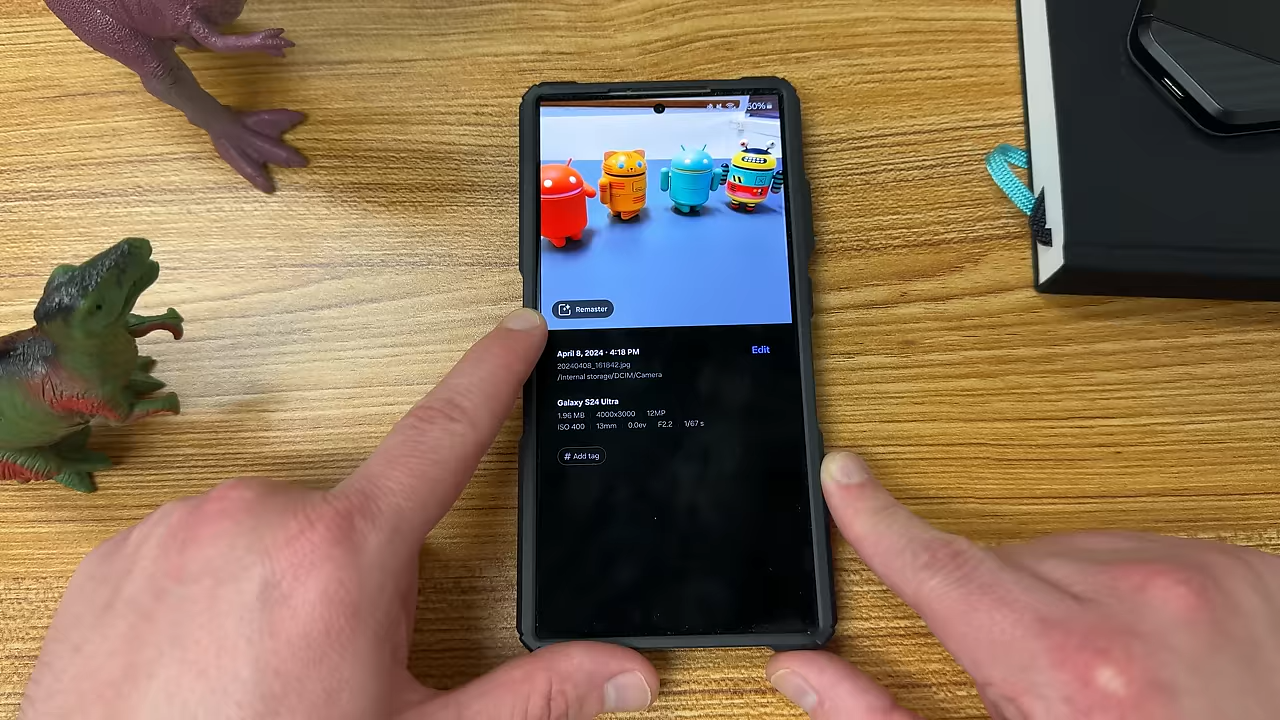 60%
Remaster
April 8, 2024 · 4:18 PM
Edit
20240408_161842.jpg
/Internal storage/DCIM/Camera
Galaxy S24 Ultra
1.96 MB 4000x3000 12MP
ISO 400 13mm 0.0ev F2.2 1/67 s
# Add tag